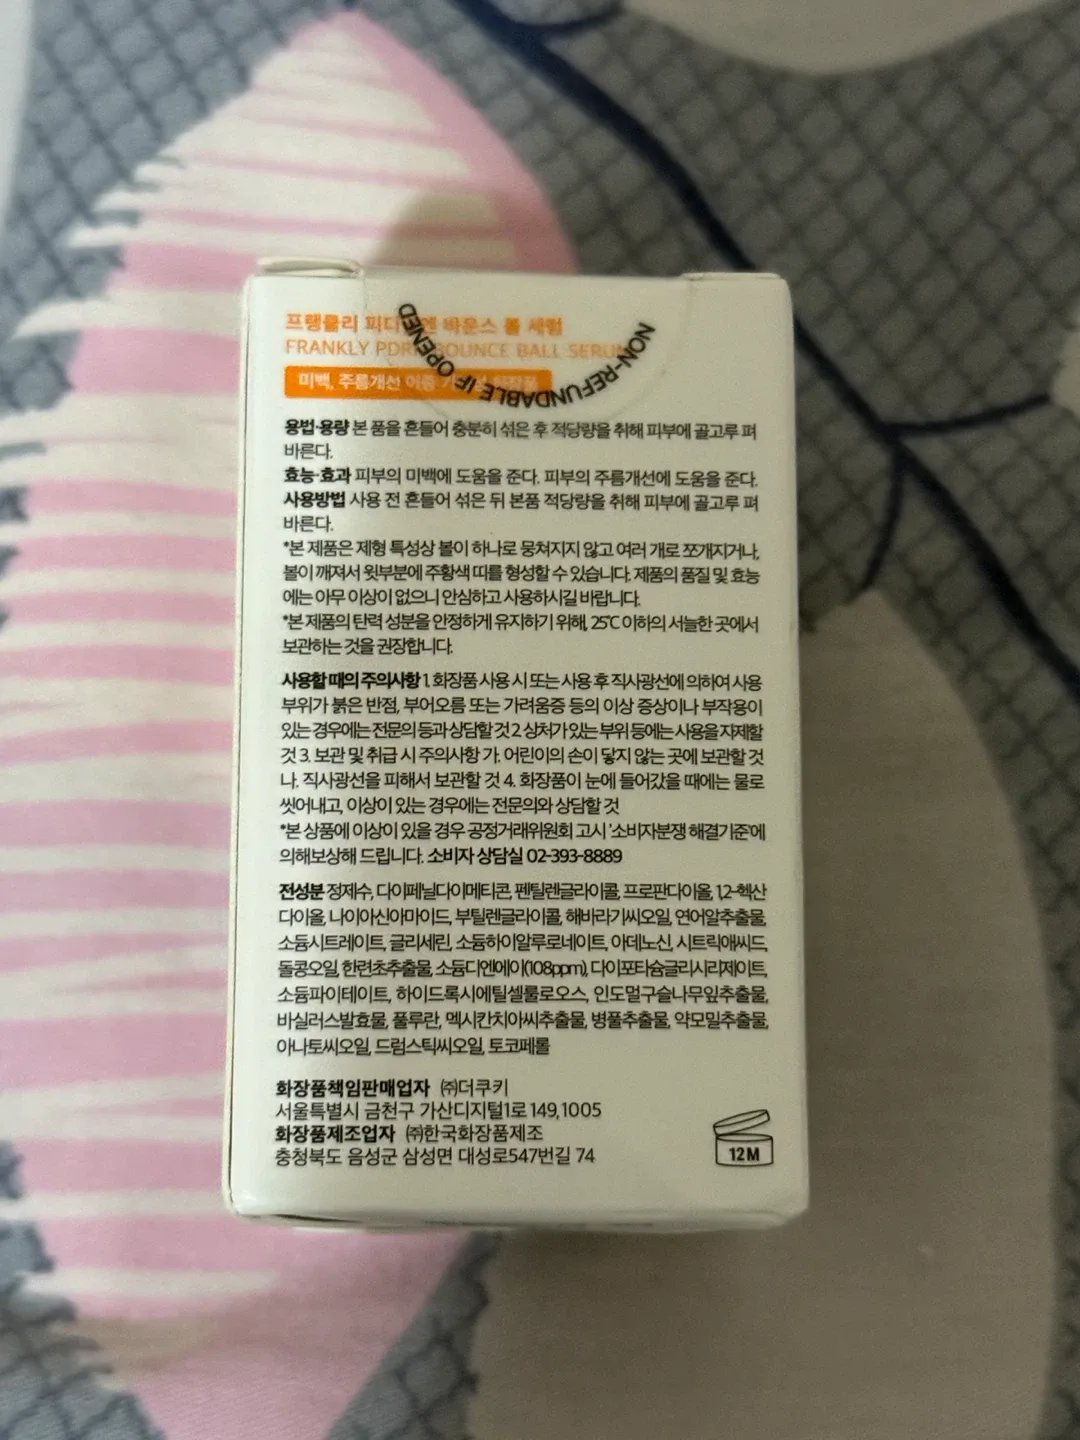 프랭클리 피디 엔 바운스 볼 세럼
FRANKLY PDRN BOUNCE BALL SERUM
NON-REFUNDABLE IF OPENED
미백, 주름개선 이중
용법·용량 본 품을 흔들어 충분히 섞은 후 적당량을 취해 피부에 골고루 펴
바른다.
효능·효과 피부의 미백에 도움을 준다. 피부의 주름개선에 도움을 준다.
사용방법 사용 전 흔들어 섞은 뒤 본품 적당량을 취해 피부에 골고루 펴
바른다.
*본 제품은 제형 특성상 볼이 하나로 뭉쳐지지 않고 여러 개로 쪼개지거나,
볼이 깨져서 윗부분에 주황색 띠를 형성할 수 있습니다. 제품의 품질 및 효능
에는 아무 이상이 없으니 안심하고 사용하시길 바랍니다.
*본 제품의 탄력 성분을 안정하게 유지하기 위해, 25℃ 이하의 서늘한 곳에서
보관하는 것을 권장합니다.
사용할 때의 주의사항 1. 화장품 사용 시 또는 사용 후 직사광선에 의하여 사용
부위가 붉은 반점, 부어오름 또는 가려움증 등의 이상 증상이나 부작용이
있는 경우에는 전문의 등과 상담할 것 2. 상처가 있는 부위 등에는 사용을 자제할
것 3. 보관 및 취급 시 주의사항 가. 어린이의 손이 닿지 않는 곳에 보관할 것
나. 직사광선을 피해서 보관할 것 4. 화장품이 눈에 들어갔을 때에는 물로
씻어내고, 이상이 있는 경우에는 전문의와 상담할 것
*본 상품에 이상이 있을 경우 공정거래위원회 고시 '소비자분쟁 해결기준'에
의해보상해 드립니다. 소비자 상담실 02-393-8889
전성분 정제수, 다이페닐다이메티콘, 펜틸렌글라이콜, 프로판다이올, 1,2-헥산
다이올, 나이아신아마이드, 부틸렌글라이콜, 해바라기씨오일, 연어알추출물,
소듐시트레이트, 글리세린, 소듐하이알루로네이트, 아데노신, 시트릭애씨드,
돌콩오일, 한련초추출물, 소듐디엔에이(108ppm), 다이포타슘글리시리제이트,
소듐파이테이트, 하이드록시에틸셀룰로오스, 인도멀구슬나무잎추출물,
바실러스발효물, 풀루란, 멕시칸치아씨추출물, 병풀추출물, 약모밀추출물,
아나토씨오일, 드럼스틱씨오일, 토코페롤
화장품책임판매업자 ㈜더쿠키
서울특별시 금천구 가산디지털1로 149,1005
화장품제조업자 ㈜한국화장품제조
충청북도 음성군 삼성면 대성로547번길 74
12M